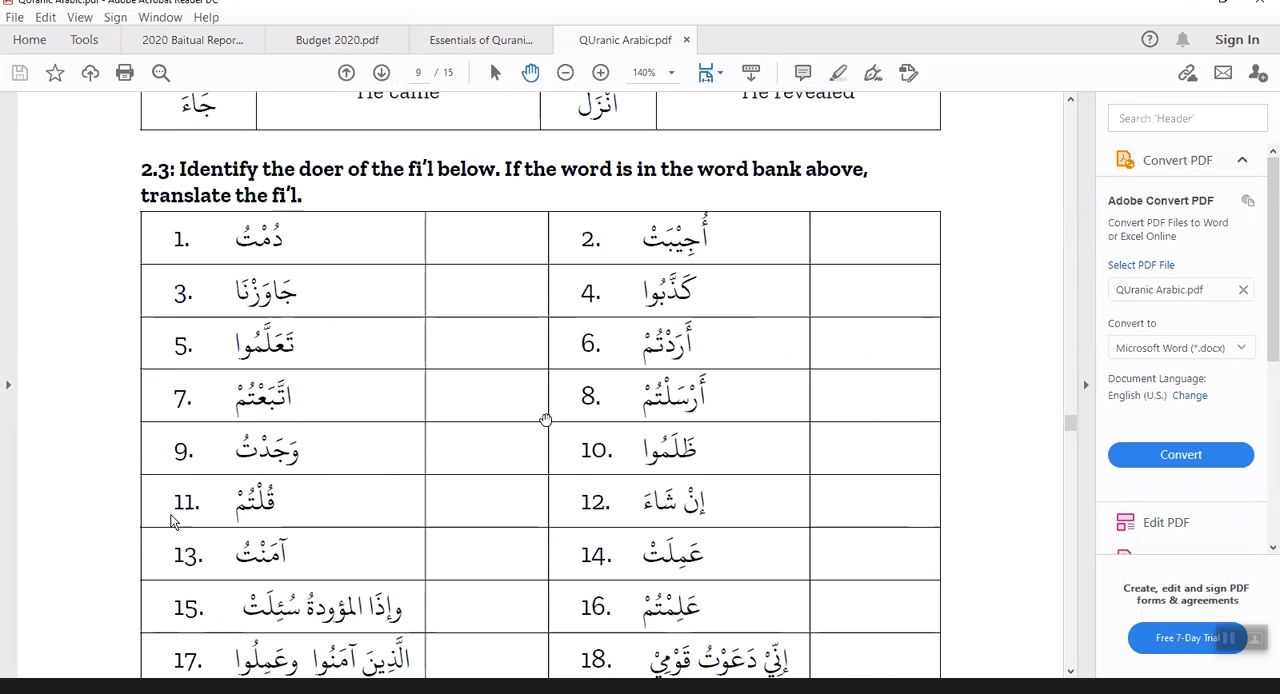 QUranic Arabic.pdf - Adobe Acrobat Reader DC
File Edit View Sign Window Help
Home Tools 2020 Baitual Repor... Budget 2020.pdf Essentials of Qurani... QUranic Arabic.pdf × Sign In
9 / 15 140%
He came He revealed
جَاءَ أَنْزَلَ
2.3: Identify the doer of the fi’l below. If the word is in the word bank above,
translate the fi’l.
1. دُمْتُ 2. أُجِيْبَتْ
3. جَاوَزْنَا 4. كَذَّبُوا
5. تَعَلَّمُوا 6. أَرَدْتُمْ
7. اتَّبَعْتُمْ 8. أَرْسَلْتُمْ
9. وَجَدْتُ 10. ظَلَمُوا
11. قُلْتُمْ 12. إنْ شَاءَ
13. آمَنْتُ 14. عَمِلَتْ
15. وإذَا المؤودةُ سُئِلَتْ 16. عَلِمْتُمْ
17. الَّذِينَ آمَنُوا وعَمِلُوا 18. إنِّيْ دَعَوْتُ قَوْمِيْ
Search 'Header'
Convert PDF
Adobe Convert PDF
Convert PDF Files to Word
or Excel Online
Select PDF File
QUranic Arabic.pdf ×
Convert to
Microsoft Word (*.docx)
Document Language:
English (U.S.) Change
Convert
Edit PDF
Create, edit and sign PDF
forms & agreements
Free 7-Day Trial